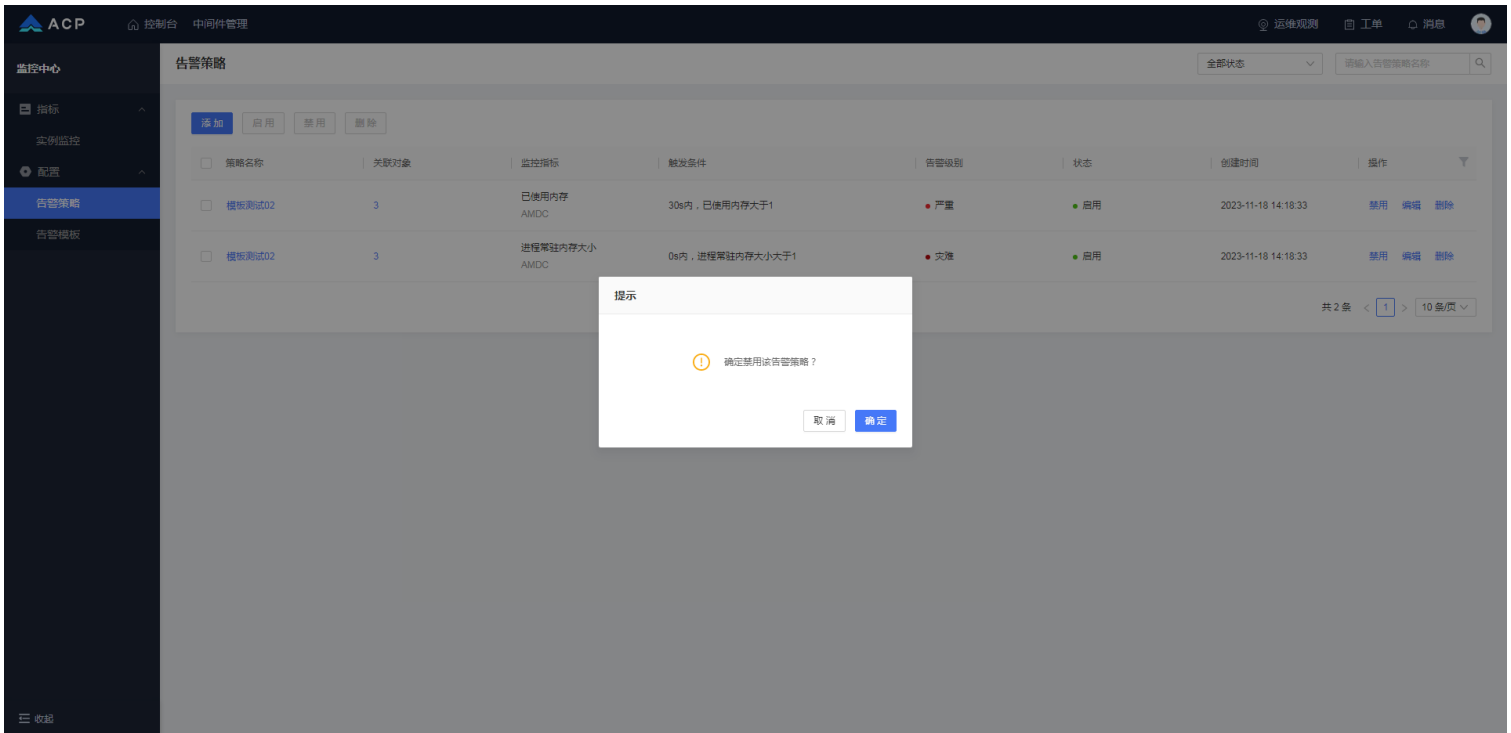 ACP 控制台 中间件管理 运维观测 工单 消息
监控中心
告警策略 全部状态 请输入告警策略名称
指标
实例监控
配置
告警策略
告警模板
添加 启用 禁用 删除
策略名称 关联对象 监控指标 触发条件 告警级别 状态 创建时间 操作
模板测试02 3 已使用内存 30s内，已使用内存大于1 严重 启用 2023-11-18 14:18:33 禁用 编辑 删除
AMDC
模板测试02 3 进程常驻内存大小 0s内，进程常驻内存大小大于1 灾难 启用 2023-11-18 14:18:33 禁用 编辑 删除
AMDC
共2条 < 1 > 10条/页
提示
确定禁用该告警策略？
取消 确定
收起